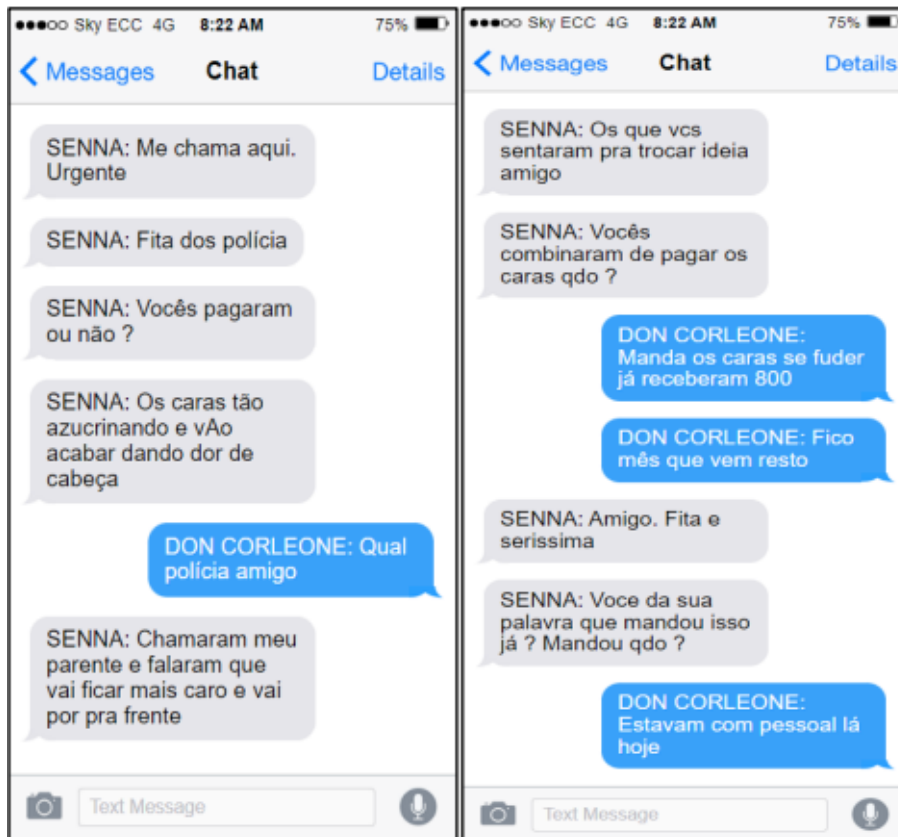 Sky ECC 4G 8:22 AM 75%
Messages Chat Details
SENNA: Me chama aqui.
Urgente
SENNA: Fita dos polícia
SENNA: Vocês pagaram
ou não ?
SENNA: Os caras tão
azucrinando e vAo
acabar dando dor de
cabeça
DON CORLEONE: Qual
polícia amigo
SENNA: Chamaram meu
parente e falaram que
vai ficar mais caro e vai
por pra frente
Text Message
Sky ECC 4G 8:22 AM 75%
Messages Chat Details
SENNA: Os que vcs
sentaram pra trocar ideia
amigo
SENNA: Vocês
combinaram de pagar os
caras qdo ?
DON CORLEONE:
Manda os caras se fuder
já receberam 800
DON CORLEONE: Fico
mês que vem resto
SENNA: Amigo. Fita e
serissima
SENNA: Voce da sua
palavra que mandou isso
já ? Mandou qdo ?
DON CORLEONE:
Estavam com pessoal lá
hoje
Text Message